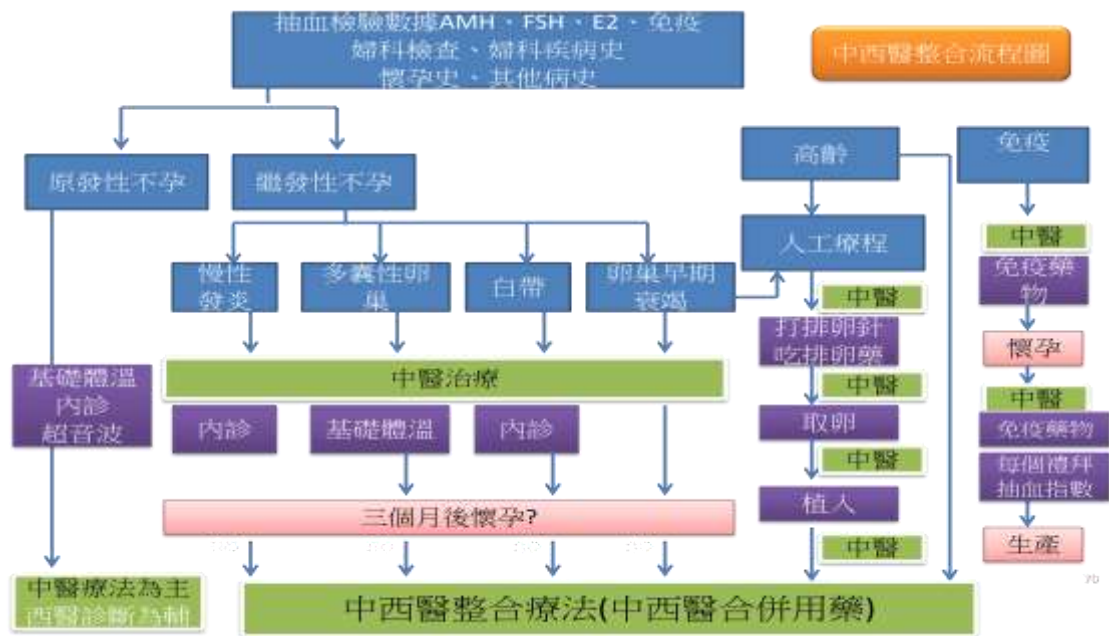 抽血檢驗數據AMH、FSH、E2、免疫
婦科檢查、婦科疾病史
懷孕史、其他病史
中西醫整合流程圖
原發性不孕
繼發性不孕
高齡
免疫
慢性
發炎
多囊性卵
巢
白帶
卵巢早期
衰竭
人工療程
中醫
免疫藥
物
中醫
打排卵針
吃排卵藥
懷孕
中醫治療
中醫
中醫
基礎體溫
內診
超音波
內診
基礎體溫
內診
取卵
免疫藥物
中醫
每個禮拜
抽血指數
植入
三個月後懷孕?
中醫
生產
中醫療法為主
西醫診斷為輔
中西醫整合療法(中西醫合併用藥)
70